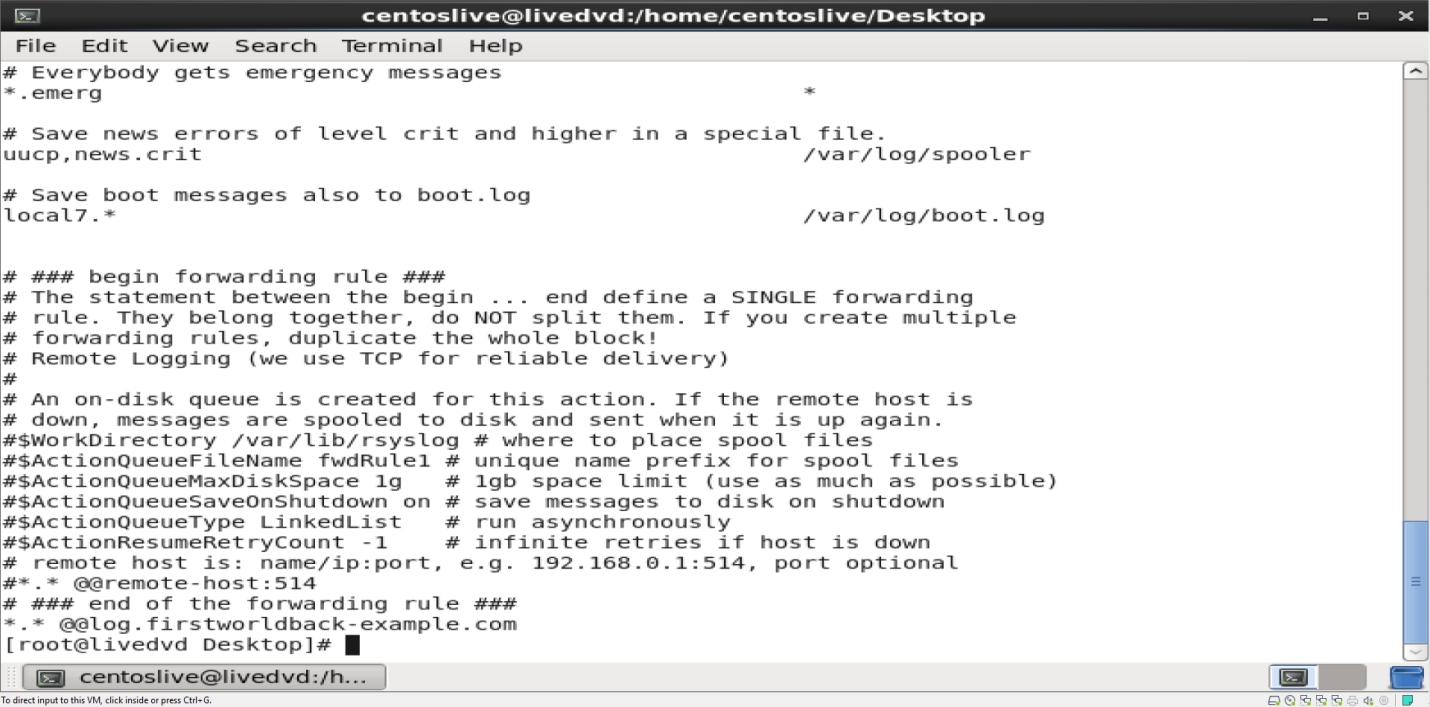 centoslive@livedvd:/home/centoslive/Desktop
File Edit View Search Terminal Help
# Everybody gets emergency messages
*.emerg                                                 *
# Save news errors of level crit and higher in a special file.
uucp,news.crit                                          /var/log/spooler
# Save boot messages also to boot.log
local7.*                                                /var/log/boot.log
# ### begin forwarding rule ###
# The statement between the begin ... end define a SINGLE forwarding
# rule. They belong together, do NOT split them. If you create multiple
# forwarding rules, duplicate the whole block!
# Remote Logging (we use TCP for reliable delivery)
#
# An on-disk queue is created for this action. If the remote host is
# down, messages are spooled to disk and sent when it is up again.
#$WorkDirectory /var/lib/rsyslog # where to place spool files
#$ActionQueueFileName fwdRule1 # unique name prefix for spool files
#$ActionQueueMaxDiskSpace 1g   # 1gb space limit (use as much as possible)
#$ActionQueueSaveOnShutdown on # save messages to disk on shutdown
#$ActionQueueType LinkedList   # run asynchronously
#$ActionResumeRetryCount -1    # infinite retries if host is down
# remote host is: name/ip:port, e.g. 192.168.0.1:514, port optional
#*.* @@remote-host:514
# ### end of the forwarding rule ###
*.* @@log.firstworldback-example.com
[root@livedvd Desktop]#
centoslive@livedvd:/h...
To direct input to this VM, click inside or press Ctrl+G.